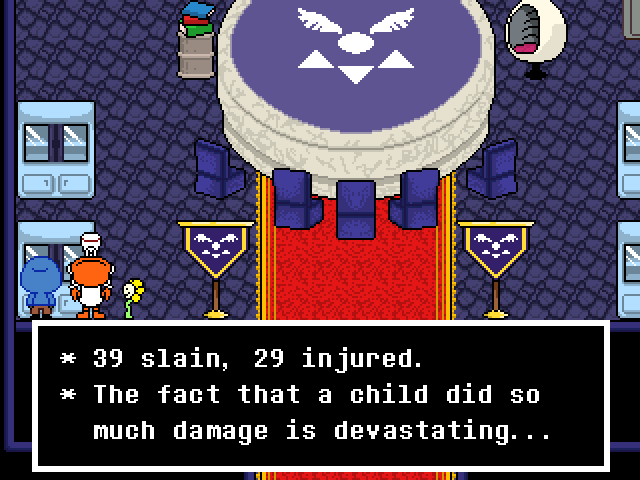 * 39 slain, 29 injured.
* The fact that a child did so
much damage is devastating...